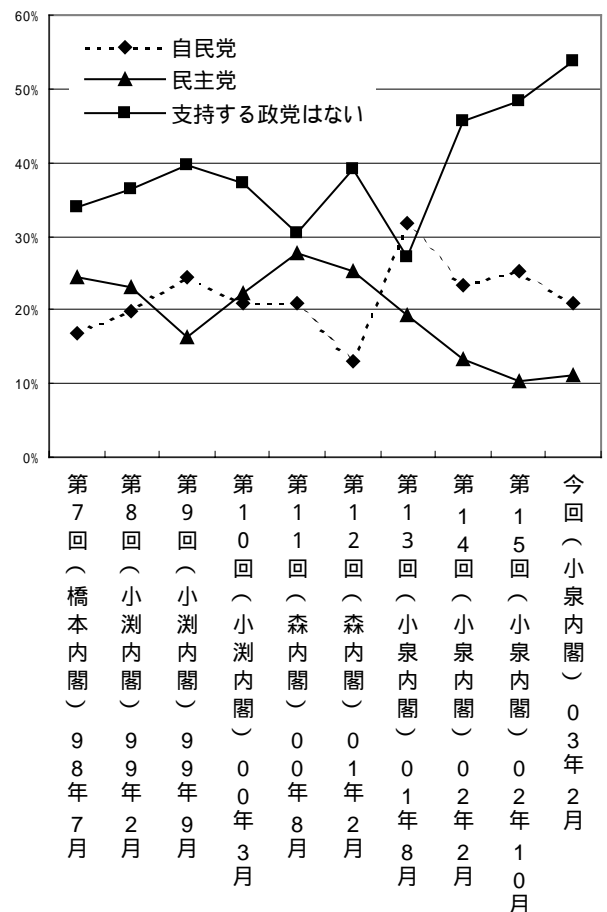 60%
50%
40%
30%
20%
10%
0%
自民党
民主党
支持する政党はない
第7回（橋本内閣）98年7月
第8回（小渕内閣）99年2月
第9回（小渕内閣）99年9月
第10回（小渕内閣）00年3月
第11回（森内閣）00年8月
第12回（森内閣）01年2月
第13回（小泉内閣）01年8月
第14回（小泉内閣）02年2月
第15回（小泉内閣）02年10月
今回（小泉内閣）03年2月